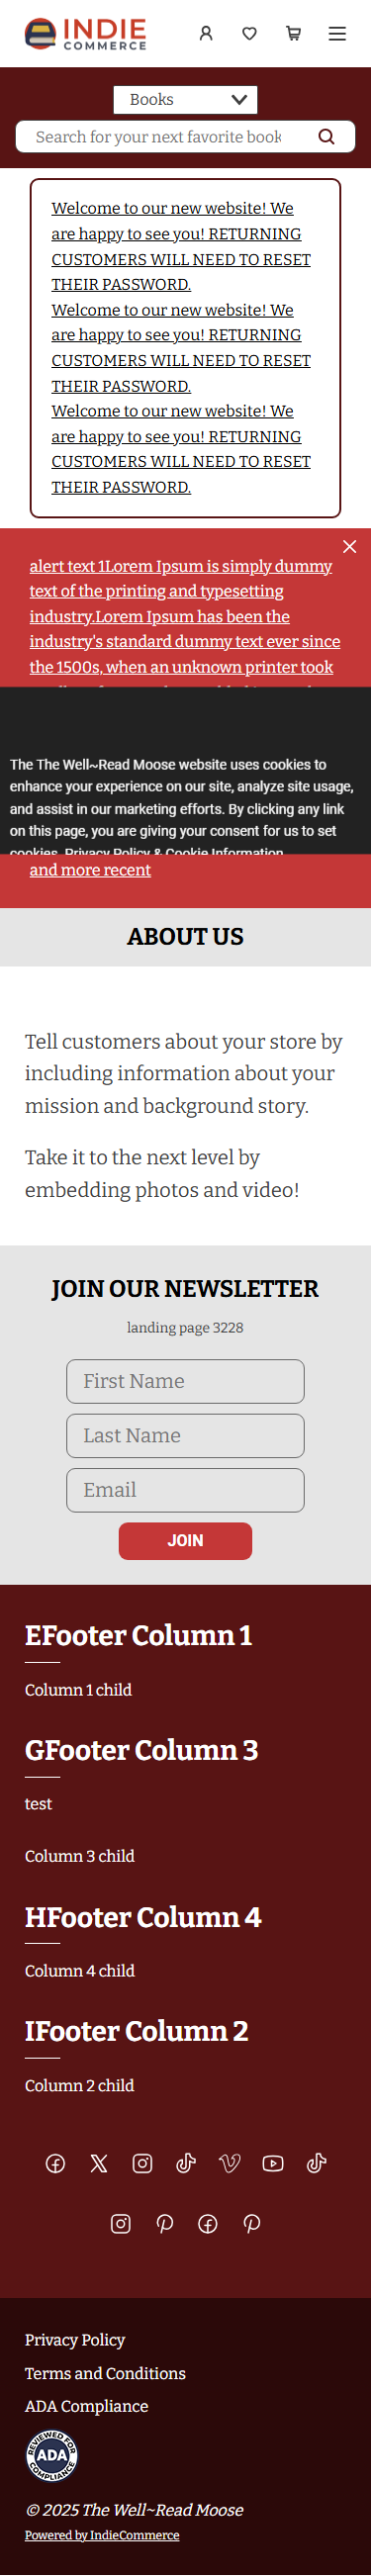 INDIE
COMMERCE
Books
Search for your next favorite book
Welcome to our new website! We
are happy to see you! RETURNING
CUSTOMERS WILL NEED TO RESET
THEIR PASSWORD.
Welcome to our new website! We
are happy to see you! RETURNING
CUSTOMERS WILL NEED TO RESET
THEIR PASSWORD.
Welcome to our new website! We
are happy to see you! RETURNING
CUSTOMERS WILL NEED TO RESET
THEIR PASSWORD.
alert text 1Lorem Ipsum is simply dummy
text of the printing and typesetting
industry.Lorem Ipsum has been the
industry's standard dummy text ever since
the 1500s, when an unknown printer took
The The Well~Read Moose website uses cookies to
enhance your experience on our site, analyze site usage,
and assist in our marketing efforts. By clicking any link
on this page, you are giving your consent for us to set
cookies. Privacy Policy & Cookie Information
and more recent
ABOUT US
Tell customers about your store by
including information about your
mission and background story.
Take it to the next level by
embedding photos and video!
JOIN OUR NEWSLETTER
landing page 3228
First Name
Last Name
Email
JOIN
EFooter Column 1
Column 1 child
GFooter Column 3
test
Column 3 child
HFooter Column 4
Column 4 child
IFooter Column 2
Column 2 child
Privacy Policy
Terms and Conditions
ADA Compliance
REVIEWED FOR
ADA
COMPLIANCE
© 2025 The Well~Read Moose
Powered by IndieCommerce